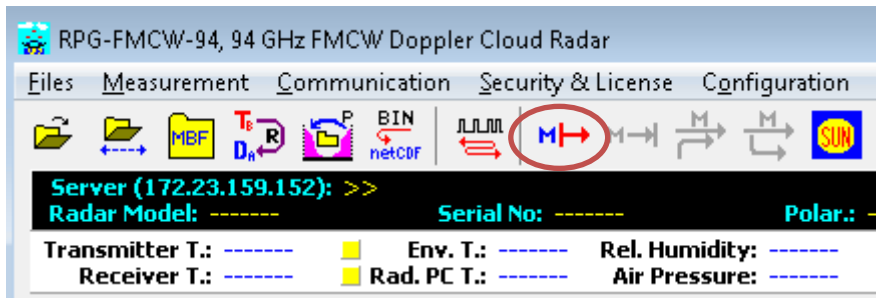 RPG-FMCW-94, 94 GHz FMCW Doppler Cloud Radar
Files Measurement Communication Security & License Configuration
MBF TB DA R P BIN netCDF M M M M SUN
Server (172.23.159.152): >>
Radar Model: ------- Serial No: ------- Polar.: -
Transmitter T.: ------- Env. T.: ------- Rel. Humidity: -------
Receiver T.: ------- Rad. PC T.: ------- Air Pressure: -------